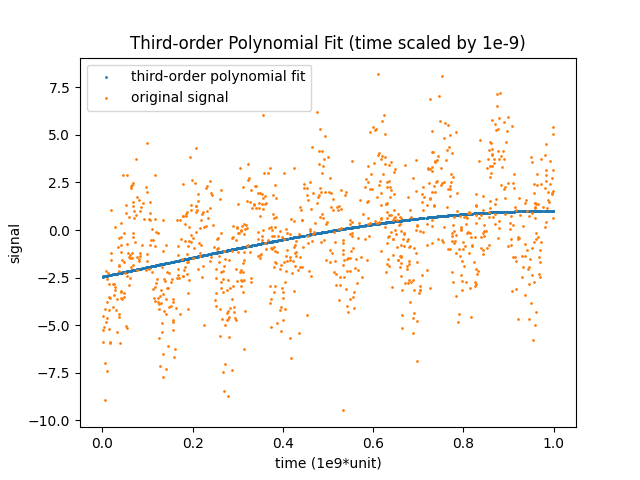 Third-order Polynomial Fit (time scaled by 1e-9)
third-order polynomial fit
original signal
7.5
5.0
2.5
0.0
−2.5
−5.0
−7.5
−10.0
signal
0.0 0.2 0.4 0.6 0.8 1.0
time (1e9*unit)